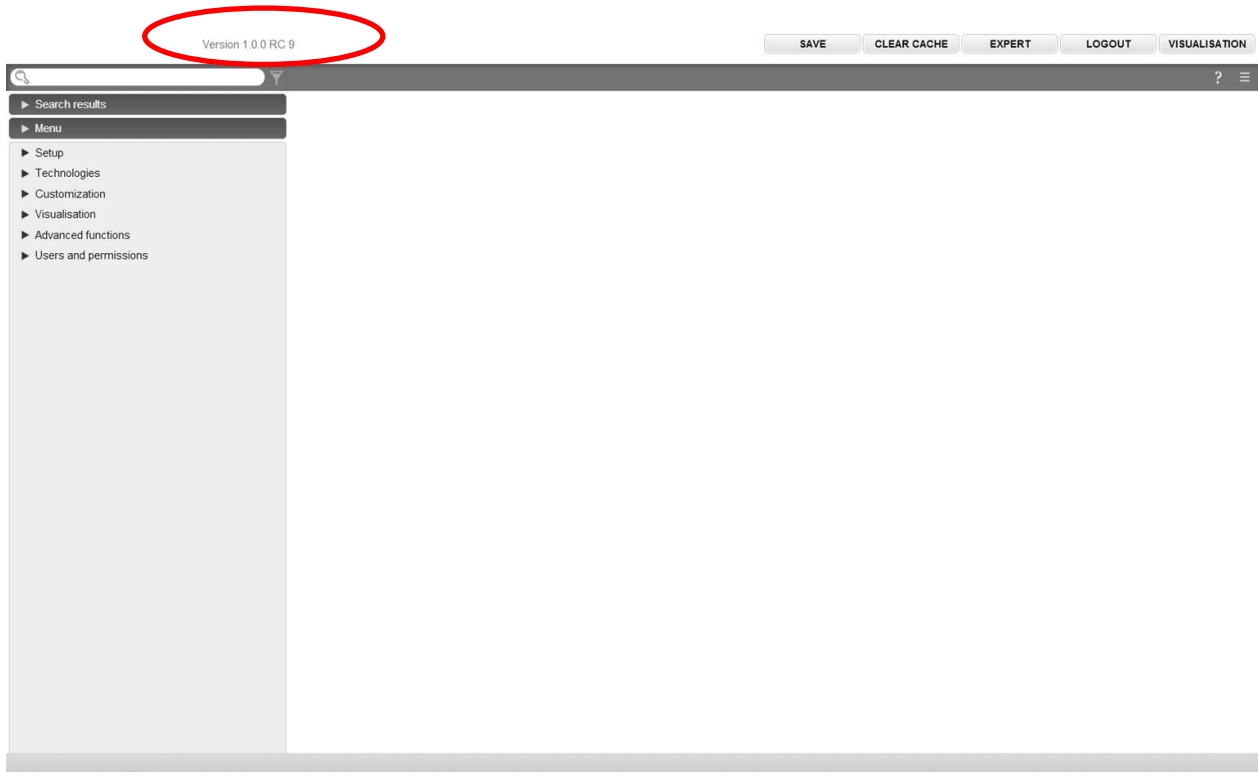 Version 1.0.0 RC 9
SAVE CLEAR CACHE EXPERT LOGOUT VISUALISATION
? ≡
Search results
Menu
Setup
Technologies
Customization
Visualisation
Advanced functions
Users and permissions